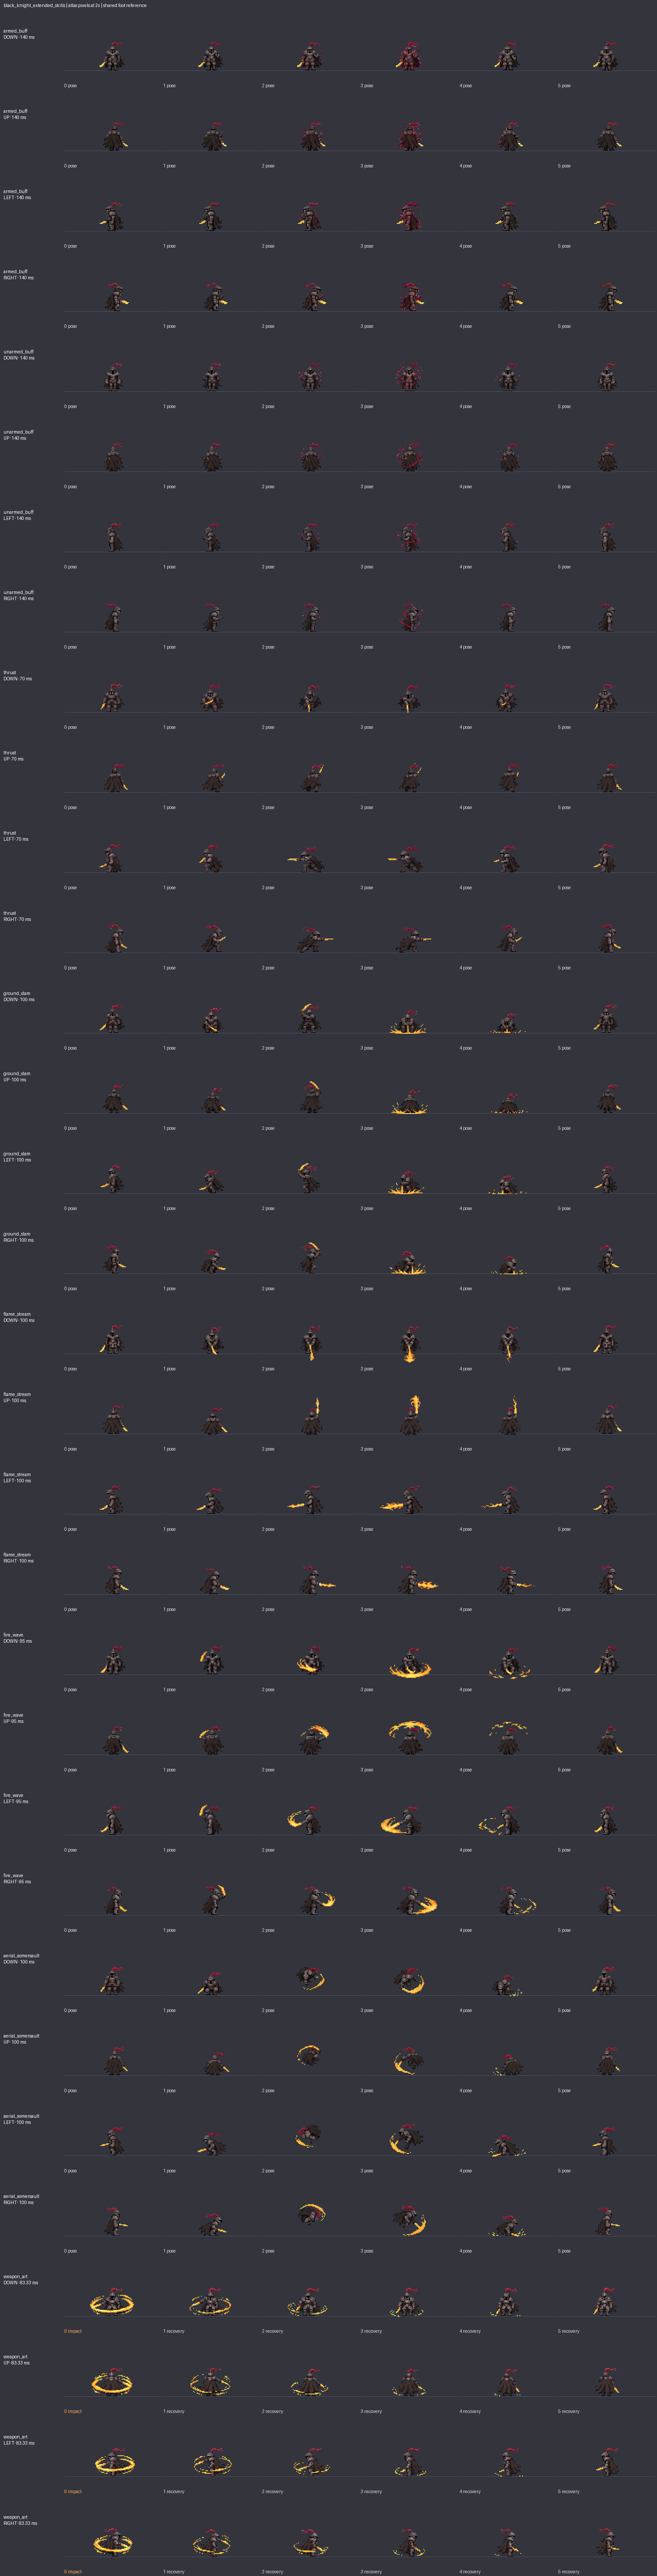 black_knight_extended_skills | atlas pixels at 2x | shared foot reference
armed_buff
DOWN · 140 ms
0 pose 1 pose 2 pose 3 pose 4 pose 5 pose
armed_buff
UP · 140 ms
0 pose 1 pose 2 pose 3 pose 4 pose 5 pose
armed_buff
LEFT · 140 ms
0 pose 1 pose 2 pose 3 pose 4 pose 5 pose
armed_buff
RIGHT · 140 ms
0 pose 1 pose 2 pose 3 pose 4 pose 5 pose
unarmed_buff
DOWN · 140 ms
0 pose 1 pose 2 pose 3 pose 4 pose 5 pose
unarmed_buff
UP · 140 ms
0 pose 1 pose 2 pose 3 pose 4 pose 5 pose
unarmed_buff
LEFT · 140 ms
0 pose 1 pose 2 pose 3 pose 4 pose 5 pose
unarmed_buff
RIGHT · 140 ms
0 pose 1 pose 2 pose 3 pose 4 pose 5 pose
thrust
DOWN · 70 ms
0 pose 1 pose 2 pose 3 pose 4 pose 5 pose
thrust
UP · 70 ms
0 pose 1 pose 2 pose 3 pose 4 pose 5 pose
thrust
LEFT · 70 ms
0 pose 1 pose 2 pose 3 pose 4 pose 5 pose
thrust
RIGHT · 70 ms
0 pose 1 pose 2 pose 3 pose 4 pose 5 pose
ground_slam
DOWN · 100 ms
0 pose 1 pose 2 pose 3 pose 4 pose 5 pose
ground_slam
UP · 100 ms
0 pose 1 pose 2 pose 3 pose 4 pose 5 pose
ground_slam
LEFT · 100 ms
0 pose 1 pose 2 pose 3 pose 4 pose 5 pose
ground_slam
RIGHT · 100 ms
0 pose 1 pose 2 pose 3 pose 4 pose 5 pose
flame_stream
DOWN · 100 ms
0 pose 1 pose 2 pose 3 pose 4 pose 5 pose
flame_stream
UP · 100 ms
0 pose 1 pose 2 pose 3 pose 4 pose 5 pose
flame_stream
LEFT · 100 ms
0 pose 1 pose 2 pose 3 pose 4 pose 5 pose
flame_stream
RIGHT · 100 ms
0 pose 1 pose 2 pose 3 pose 4 pose 5 pose
fire_wave
DOWN · 95 ms
0 pose 1 pose 2 pose 3 pose 4 pose 5 pose
fire_wave
UP · 95 ms
0 pose 1 pose 2 pose 3 pose 4 pose 5 pose
fire_wave
LEFT · 95 ms
0 pose 1 pose 2 pose 3 pose 4 pose 5 pose
fire_wave
RIGHT · 95 ms
0 pose 1 pose 2 pose 3 pose 4 pose 5 pose
aerial_somersault
DOWN · 100 ms
0 pose 1 pose 2 pose 3 pose 4 pose 5 pose
aerial_somersault
UP · 100 ms
0 pose 1 pose 2 pose 3 pose 4 pose 5 pose
aerial_somersault
LEFT · 100 ms
0 pose 1 pose 2 pose 3 pose 4 pose 5 pose
aerial_somersault
RIGHT · 100 ms
0 pose 1 pose 2 pose 3 pose 4 pose 5 pose
weapon_art
DOWN · 83.33 ms
0 impact 1 recovery 2 recovery 3 recovery 4 recovery 5 recovery
weapon_art
UP · 83.33 ms
0 impact 1 recovery 2 recovery 3 recovery 4 recovery 5 recovery
weapon_art
LEFT · 83.33 ms
0 impact 1 recovery 2 recovery 3 recovery 4 recovery 5 recovery
weapon_art
RIGHT · 83.33 ms
0 impact 1 recovery 2 recovery 3 recovery 4 recovery 5 recovery